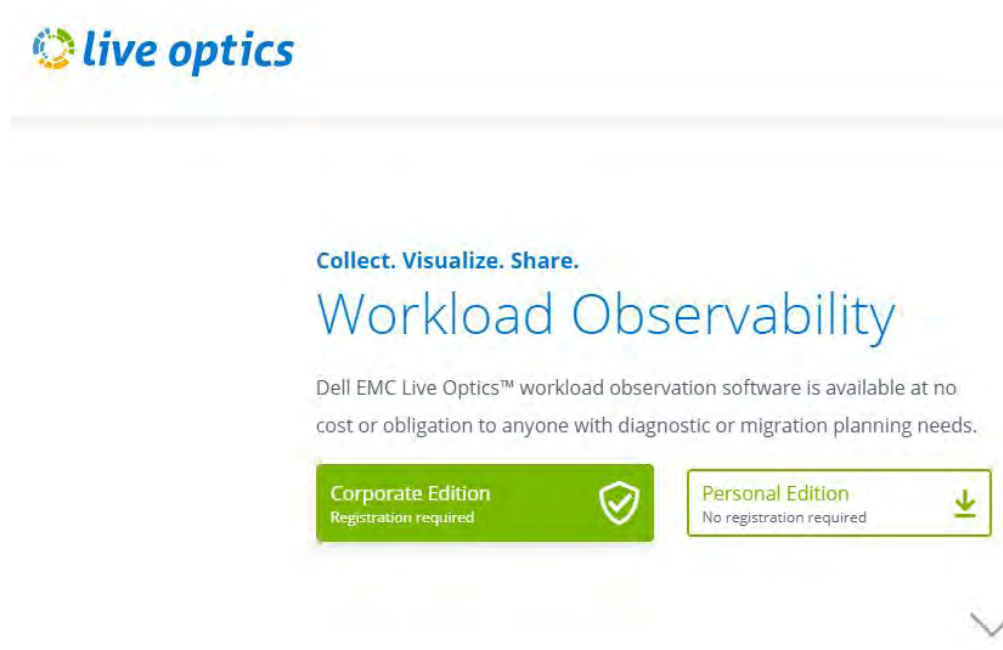 live optics
Collect. Visualize. Share.
Workload Observability
Dell EMC Live Optics™ workload observation software is available at no
cost or obligation to anyone with diagnostic or migration planning needs.
Corporate Edition
Registration required
Personal Edition
No registration required